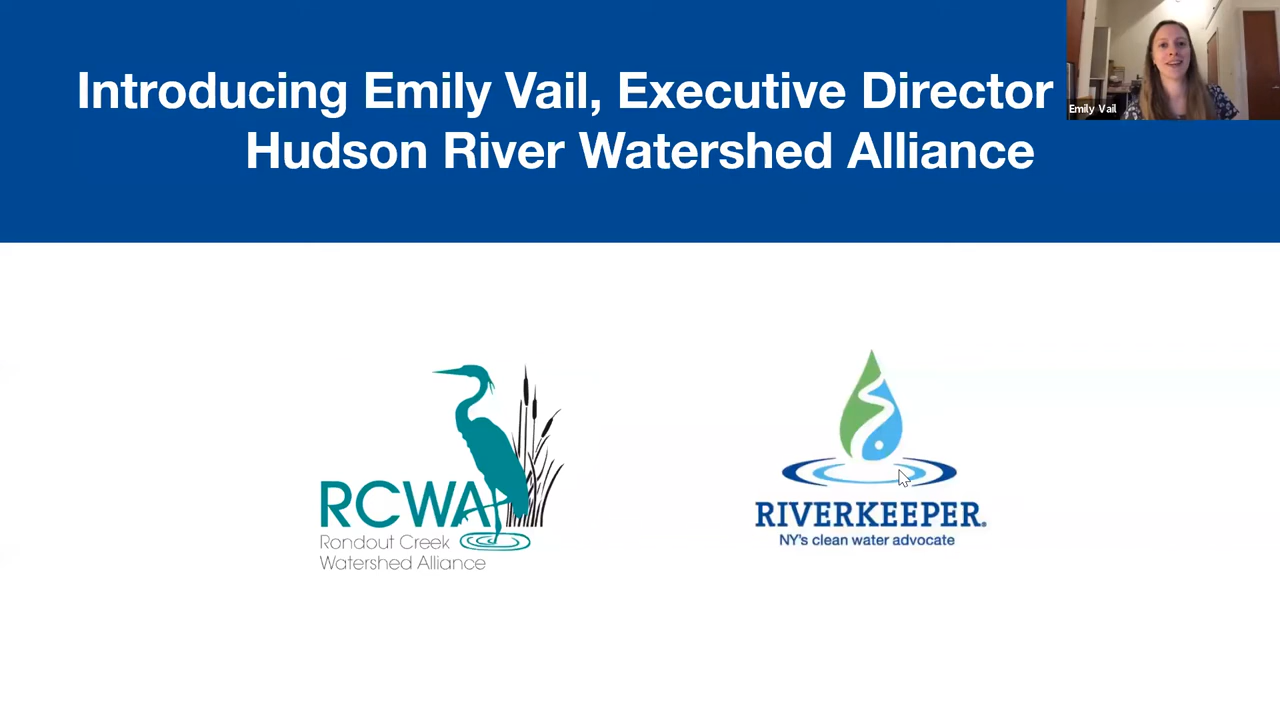 Introducing Emily Vail, Executive Director
Hudson River Watershed Alliance
Emily Vail
RCWA
Rondout Creek
Watershed Alliance
RIVERKEEPER.
NY's clean water advocate